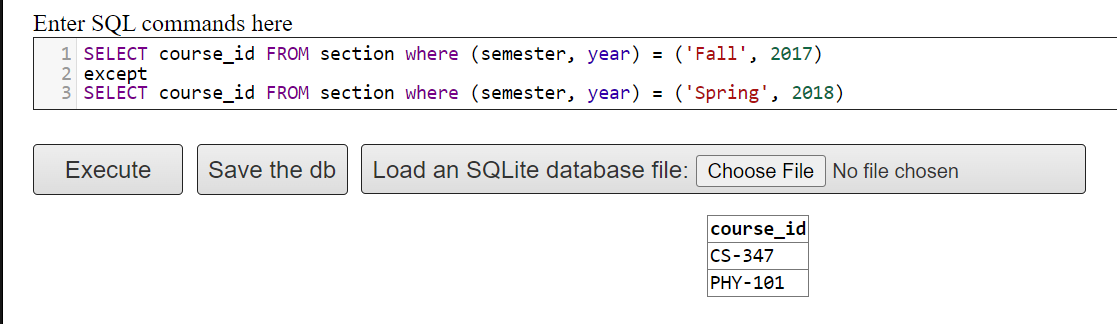 Enter SQL commands here
1 SELECT course_id FROM section where (semester, year) = ('Fall', 2017)
2 except
3 SELECT course_id FROM section where (semester, year) = ('Spring', 2018)
Execute Save the db Load an SQLite database file: Choose File No file chosen
course_id
CS-347
PHY-101